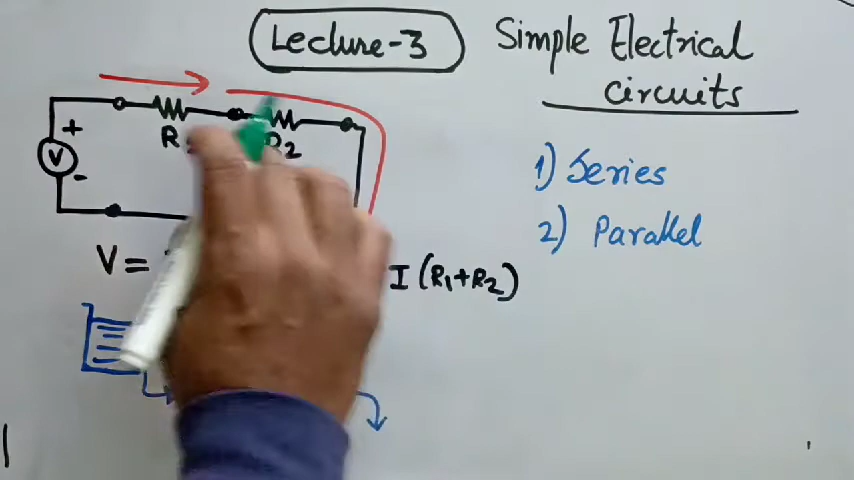 Lecture-3
Simple Electrical
circuits
+
R
R2
V
-
1) Series
2) Parallel
V =
I (R1+R2)